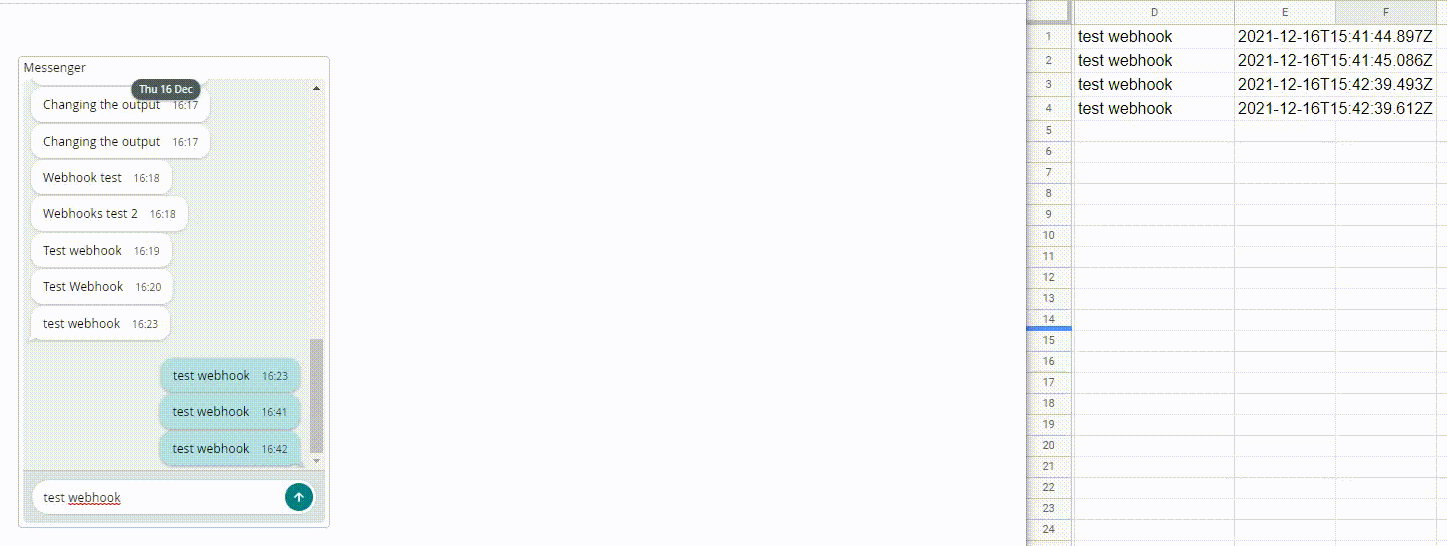 Messenger
Thu 16 Dec
Changing the output 16:17
Changing the output 16:17
Webhook test 16:18
Webhooks test 2 16:18
Test webhook 16:19
Test Webhook 16:20
test webhook 16:23
test webhook 16:23
test webhook 16:41
test webhook 16:42
test webhook
D E F
1 test webhook 2021-12-16T15:41:44.897Z
2 test webhook 2021-12-16T15:41:45.086Z
3 test webhook 2021-12-16T15:42:39.493Z
4 test webhook 2021-12-16T15:42:39.612Z
5
6
7
8
9
10
11
12
13
14
15
16
17
18
19
20
21
22
23
24